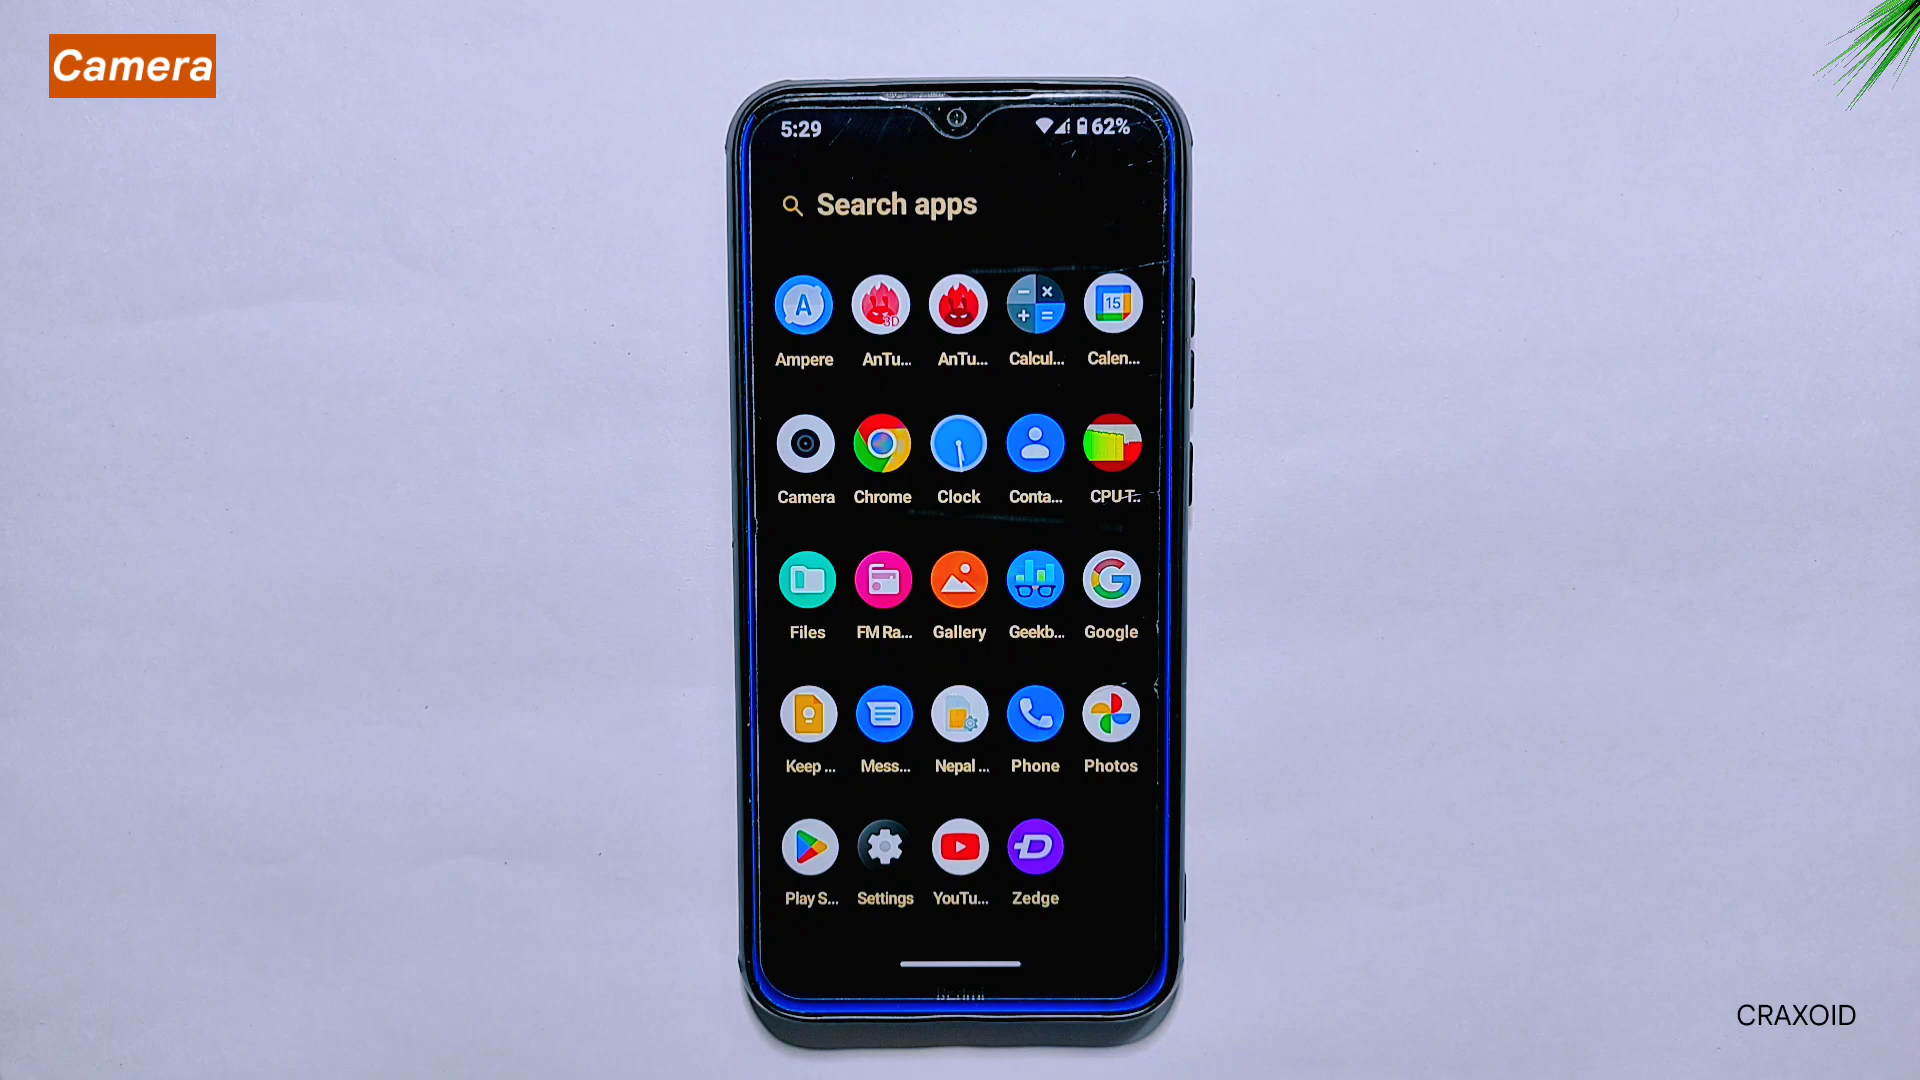 Camera
5:29
62%
Search apps
Ampere AnTu... AnTu... Calcul... Calen...
Camera Chrome Clock Conta... CPU T...
Files FM Ra... Gallery Geekb... Google
Keep ... Mess... Nepal ... Phone Photos
Play S... Settings YouTu... Zedge
Redmi
CRAXOID